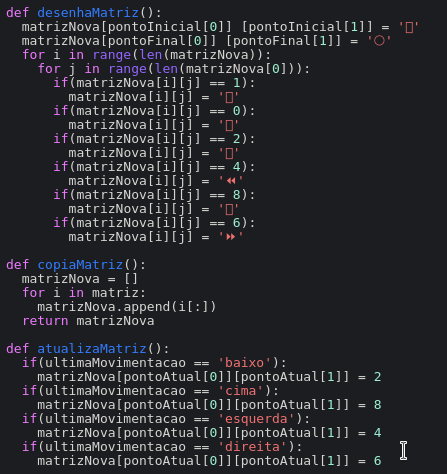 def desenhaMatriz():
  matrizNova[pontoInicial[0]] [pontoInicial[1]] = '▯'
  matrizNova[pontoFinal[0]] [pontoFinal[1]] = '○'
  for i in range(len(matrizNova)):
    for j in range(len(matrizNova[0])):
      if(matrizNova[i][j] == 1):
        matrizNova[i][j] = '▯'
      if(matrizNova[i][j] == 0):
        matrizNova[i][j] = '▯'
      if(matrizNova[i][j] == 2):
        matrizNova[i][j] = '▯'
      if(matrizNova[i][j] == 4):
        matrizNova[i][j] = '⏪'
      if(matrizNova[i][j] == 8):
        matrizNova[i][j] = '▯'
      if(matrizNova[i][j] == 6):
        matrizNova[i][j] = '⏩'
def copiaMatriz():
  matrizNova = []
  for i in matriz:
    matrizNova.append(i[:])
  return matrizNova
def atualizaMatriz():
  if(ultimaMovimentacao == 'baixo'):
    matrizNova[pontoAtual[0]][pontoAtual[1]] = 2
  if(ultimaMovimentacao == 'cima'):
    matrizNova[pontoAtual[0]][pontoAtual[1]] = 8
  if(ultimaMovimentacao == 'esquerda'):
    matrizNova[pontoAtual[0]][pontoAtual[1]] = 4
  if(ultimaMovimentacao == 'direita'):
    matrizNova[pontoAtual[0]][pontoAtual[1]] = 6